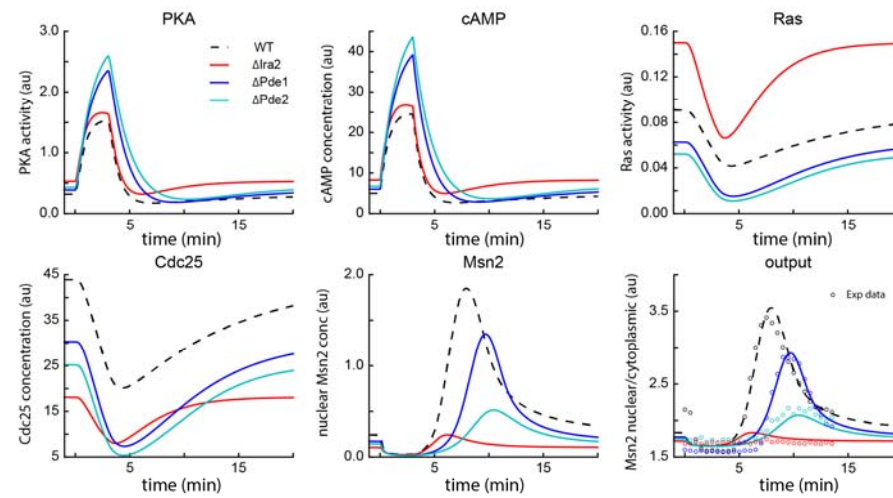 PKA
cAMP
Ras
PKA activity (au)
3.0
2.0
1.0
0.0
5
15
time (min)
WT
ΔIra2
ΔPde1
ΔPde2
cAMP concentration (au)
50
40
30
20
10
0
5
15
time (min)
Ras activity (au)
0.16
0.12
0.08
0.04
0.00
5
15
time (min)
Cdc25
Msn2
output
Cdc25 concentration (au)
45
35
25
15
5
5
15
time (min)
nuclear Msn2 conc (au)
2.0
1.0
0.0
5
15
time (min)
Msn2 nuclear/cytoplasmic (au)
3.5
2.5
1.5
5
15
time (min)
Exp data